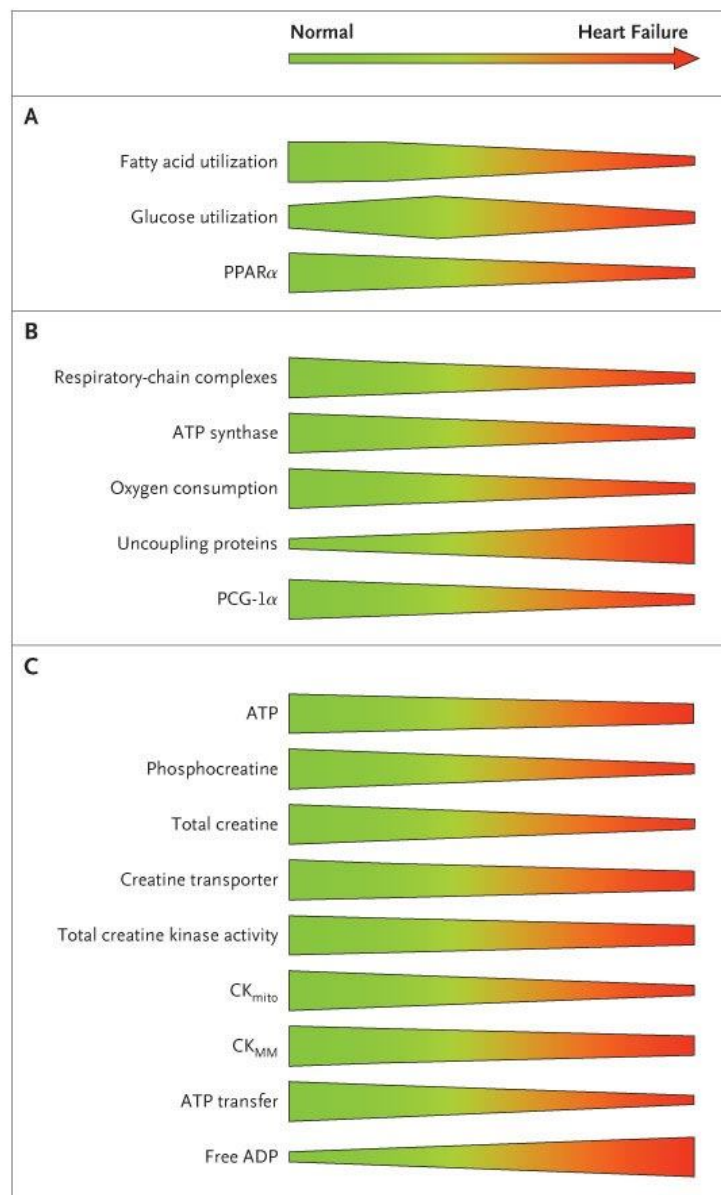 Normal Heart Failure
A
Fatty acid utilization
Glucose utilization
PPARα
B
Respiratory-chain complexes
ATP synthase
Oxygen consumption
Uncoupling proteins
PCG-1α
C
ATP
Phosphocreatine
Total creatine
Creatine transporter
Total creatine kinase activity
CKmito
CKMM
ATP transfer
Free ADP